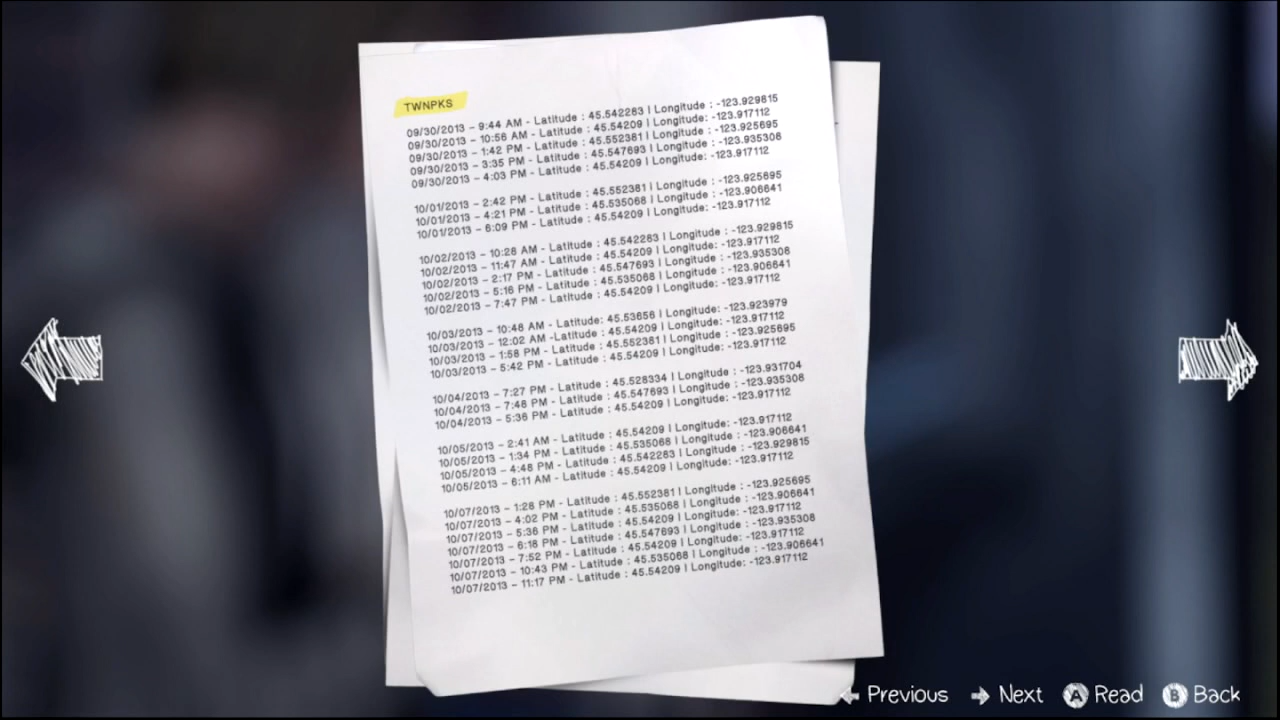 TWNPKS
09/30/2013 - 9:44 AM - Latitude : 45.542283 | Longitude : -123.929815
09/30/2013 - 10:56 AM - Latitude : 45.54209 | Longitude: -123.917112
09/30/2013 - 1:42 PM - Latitude : 45.552381 | Longitude : -123.925695
09/30/2013 - 3:35 PM - Latitude : 45.547693 | Longitude : -123.935308
09/30/2013 - 4:03 PM - Latitude : 45.54209 | Longitude: -123.917112
10/01/2013 - 2:42 PM - Latitude : 45.552381 | Longitude : -123.925695
10/01/2013 - 4:21 PM - Latitude : 45.535068 | Longitude : -123.906641
10/01/2013 - 6:09 PM - Latitude : 45.54209 | Longitude: -123.917112
10/02/2013 - 10:28 AM - Latitude : 45.542283 | Longitude : -123.929815
10/02/2013 - 11:47 AM - Latitude : 45.54209 | Longitude: -123.917112
10/02/2013 - 2:17 PM - Latitude : 45.547693 | Longitude : -123.935308
10/02/2013 - 5:16 PM - Latitude : 45.535068 | Longitude : -123.906641
10/02/2013 - 7:47 PM - Latitude : 45.54209 | Longitude: -123.917112
10/03/2013 - 10:48 AM - Latitude: 45.53656 | Longitude: -123.923979
10/03/2013 - 12:02 AM -Latitude : 45.54209 | Longitude: -123.917112
10/03/2013 - 1:58 PM - Latitude : 45.552381 | Longitude : -123.925695
10/03/2013 - 5:42 PM - Latitude : 45.54209 | Longitude: -123.917112
10/04/2013 - 7:27 PM - Latitude : 45.528334 | Longitude : -123.931704
10/04/2013 - 7:48 PM - Latitude : 45.547693 | Longitude : -123.935308
10/04/2013 - 5:36 PM - Latitude : 45.54209 | Longitude: -123.917112
10/05/2013 - 2:41 AM - Latitude : 45.54209 | Longitude: -123.917112
10/05/2013 - 1:34 PM - Latitude : 45.535068 | Longitude : -123.906641
10/05/2013 - 4:48 PM - Latitude : 45.542283 | Longitude : -123.929815
10/05/2013 - 6:11 AM - Latitude : 45.54209 | Longitude: -123.917112
10/07/2013 - 1:28 PM - Latitude : 45.552381 | Longitude : -123.925695
10/07/2013 - 4:02 PM - Latitude : 45.535068 | Longitude : -123.906641
10/07/2013 - 5:36 PM - Latitude : 45.54209 | Longitude: -123.917112
10/07/2013 - 6:18 PM - Latitude : 45.547693 | Longitude : -123.935308
10/07/2013 - 7:52 PM - Latitude : 45.54209 | Longitude: -123.917112
10/07/2013 - 10:43 PM - Latitude : 45.535068 | Longitude : -123.906641
10/07/2013 - 11:17 PM - Latitude : 45.54209 | Longitude: -123.917112
Previous Next A Read B Back